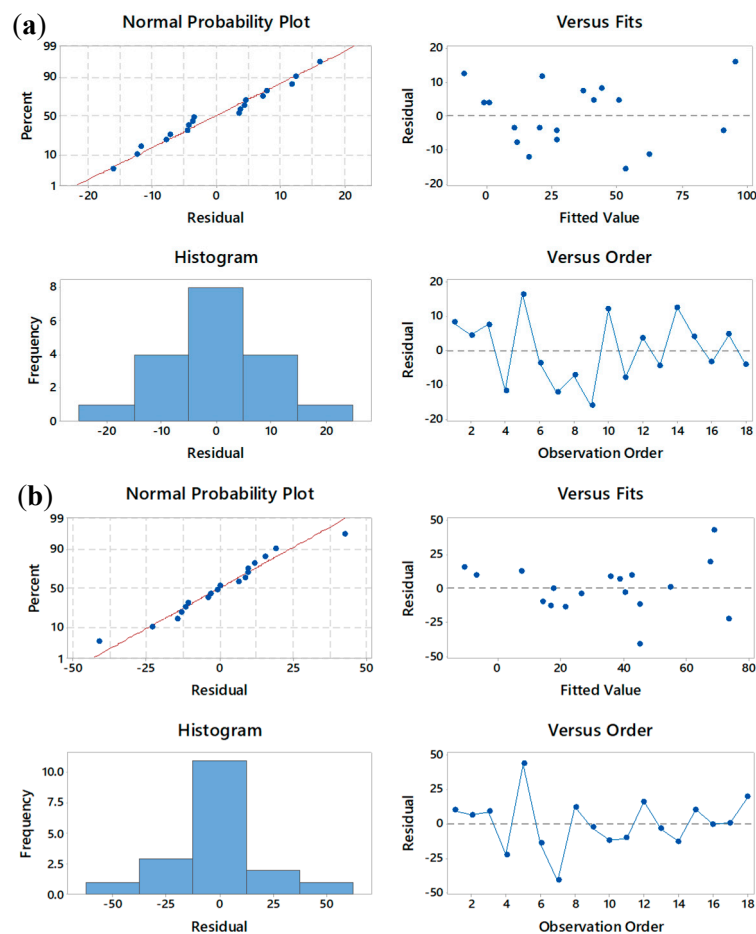 (a)
Normal Probability Plot
99
90
50
10
1
Percent
-20 -10 0 10 20
Residual
Versus Fits
20
10
0
-10
-20
Residual
0 25 50 75 100
Fitted Value
Histogram
8
6
4
2
0
Frequency
-20 -10 0 10 20
Residual
Versus Order
20
10
0
-10
-20
Residual
2 4 6 8 10 12 14 16 18
Observation Order
(b)
Normal Probability Plot
99
90
50
10
1
Percent
-50 -25 0 25 50
Residual
Versus Fits
50
25
0
-25
-50
Residual
0 20 40 60 80
Fitted Value
Histogram
10.0
7.5
5.0
2.5
0.0
Frequency
-50 -25 0 25 50
Residual
Versus Order
50
25
0
-25
-50
Residual
2 4 6 8 10 12 14 16 18
Observation Order